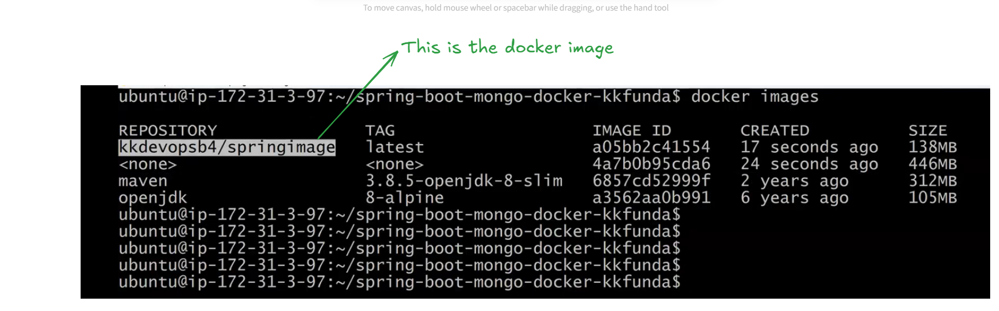 To move canvas, hold mouse wheel or spacebar while dragging, or use the hand tool
This is the docker image
ubuntu@ip-172-31-3-97:~/spring-boot-mongo-docker-kkfunda$ docker images
REPOSITORY TAG IMAGE ID CREATED SIZE
kkdevopsb4/springimage latest a05bb2c41554 17 seconds ago 138MB
<none> <none> 4a7b0b95cda6 24 seconds ago 446MB
maven 3.8.5-openjdk-8-slim 6857cd52999f 2 years ago 312MB
openjdk 8-alpine a3562aa0b991 6 years ago 105MB
ubuntu@ip-172-31-3-97:~/spring-boot-mongo-docker-kkfunda$
ubuntu@ip-172-31-3-97:~/spring-boot-mongo-docker-kkfunda$
ubuntu@ip-172-31-3-97:~/spring-boot-mongo-docker-kkfunda$
ubuntu@ip-172-31-3-97:~/spring-boot-mongo-docker-kkfunda$
ubuntu@ip-172-31-3-97:~/spring-boot-mongo-docker-kkfunda$